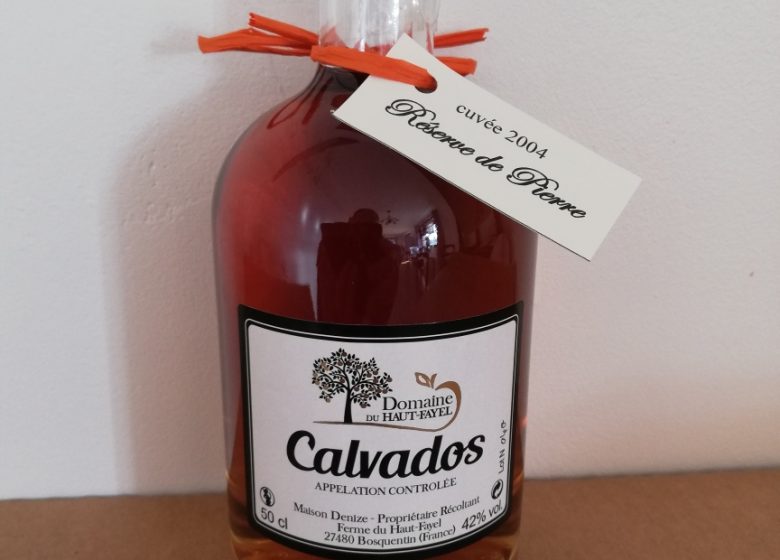 cuvée 2004
Réserve de Pierre
Domaine
DU HAUT-FAYEL
Calvados
APPELATION CONTROLÉE
Maison Denize - Propriétaire Récoltant
Ferme du Haut-Fayel
27480 Bosquentin (France)
50 cl
42% vol.